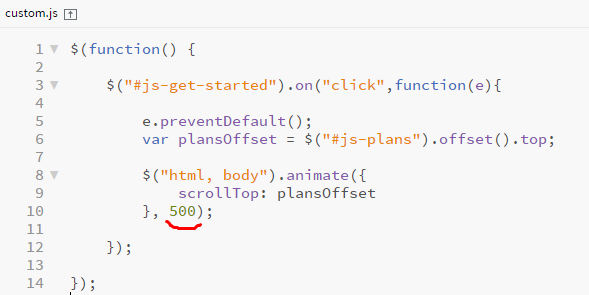 custom.js
1 $(function() {
2
3 $("#js-get-started").on("click",function(e){
4
5 e.preventDefault();
6 var plansOffset = $("#js-plans").offset().top;
7
8 $("html, body").animate({
9 scrollTop: plansOffset
10 }, 500);
11
12 });
13
14 });